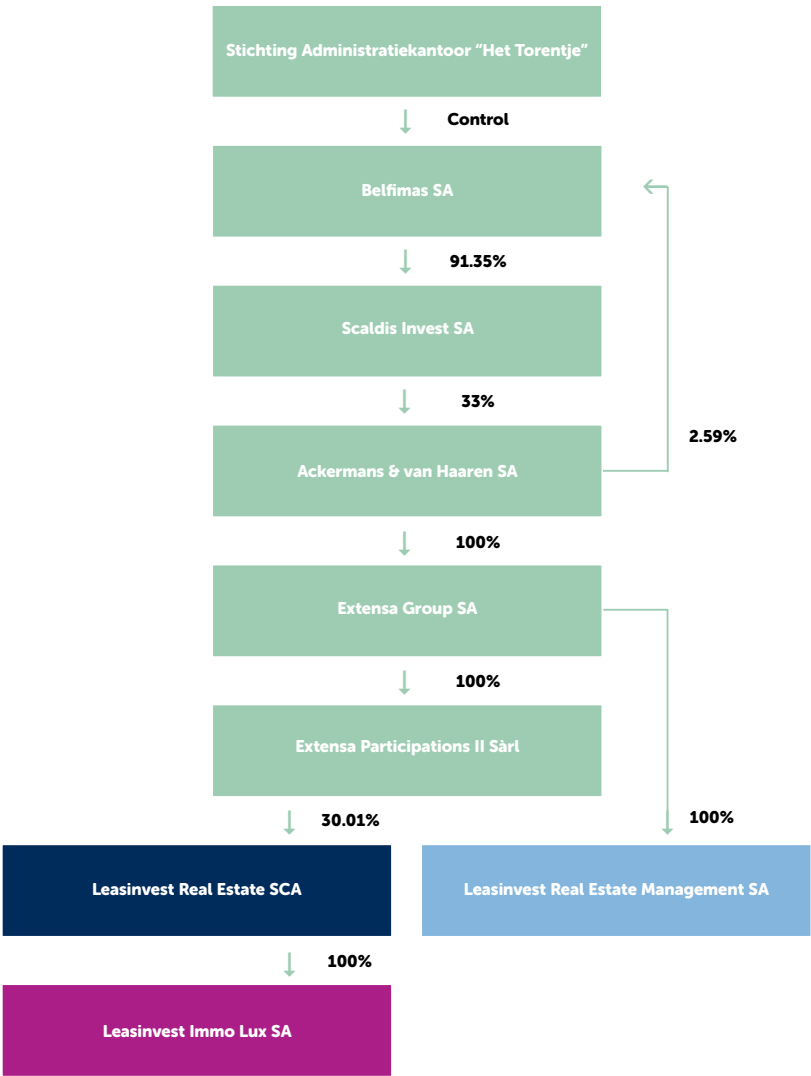 Stichting Administratiekantoor “Het Torentje”
Control
Belfimas SA
91.35%
Scaldis Invest SA
33%
2.59%
Ackermans & van Haaren SA
100%
Extensa Group SA
100%
Extensa Participations II Sàrl
30.01%
100%
Leasinvest Real Estate SCA
Leasinvest Real Estate Management SA
100%
Leasinvest Immo Lux SA